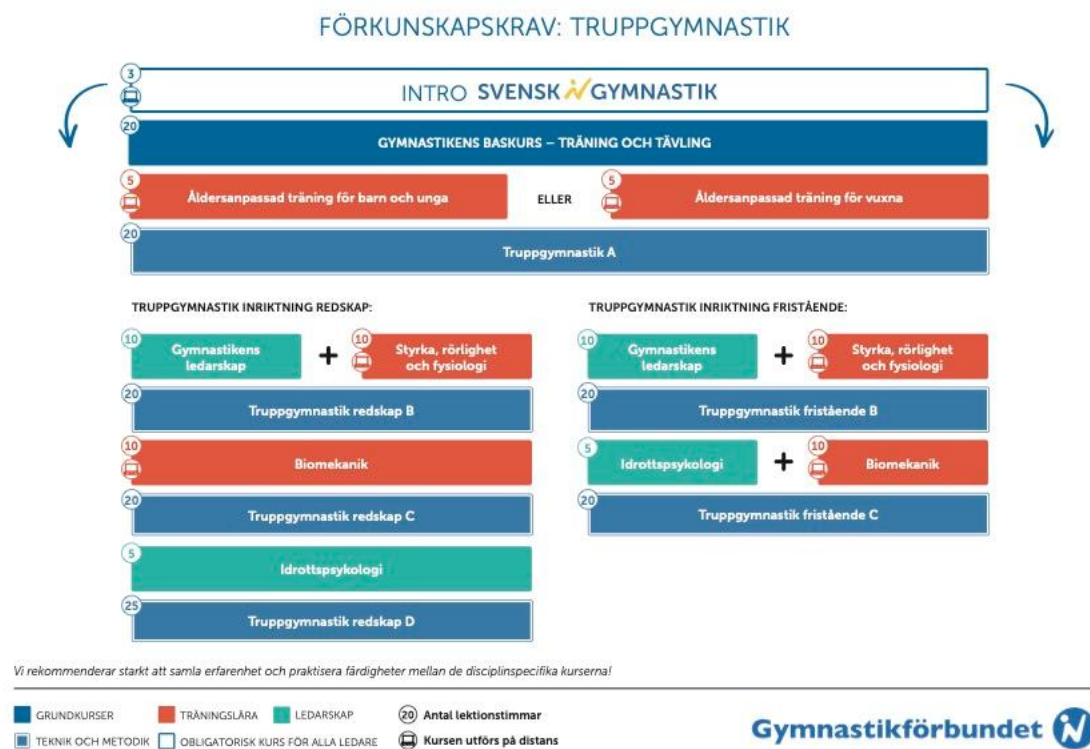 FÖRKUNSKAPSKRAV: TRUPPGYMNASTIK
3
INTRO SVENSK GYMNASTIK
20
GYMNASTIKENS BASKURS – TRÄNING OCH TÄVLING
5
Åldersanpassad träning för barn och unga
ELLER
5
Åldersanpassad träning för vuxna
20
Truppgymnastik A
TRUPPGYMNASTIK INRIKTNING REDSKAP:
10
Gymnastikens
ledarskap
+
10
Styrka, rörlighet
och fysiologi
20
Truppgymnastik redskap B
10
Biomekanik
20
Truppgymnastik redskap C
5
Idrottspsykologi
25
Truppgymnastik redskap D
TRUPPGYMNASTIK INRIKTNING FRISTÅENDE:
10
Gymnastikens
ledarskap
+
10
Styrka, rörlighet
och fysiologi
20
Truppgymnastik fristående B
5
Idrottspsykologi
+
10
Biomekanik
20
Truppgymnastik fristående C
Vi rekommenderar starkt att samla erfarenhet och praktisera färdigheter mellan de disciplinspecifika kurserna!
GRUNDKURSER
TRÄNINGSLÄRA
LEDARSKAP
20 Antal lektionstimmar
TEKNIK OCH METODIK
OBLIGATORISK KURS FÖR ALLA LEDARE
Kursen utförs på distans
Gymnastikförbundet